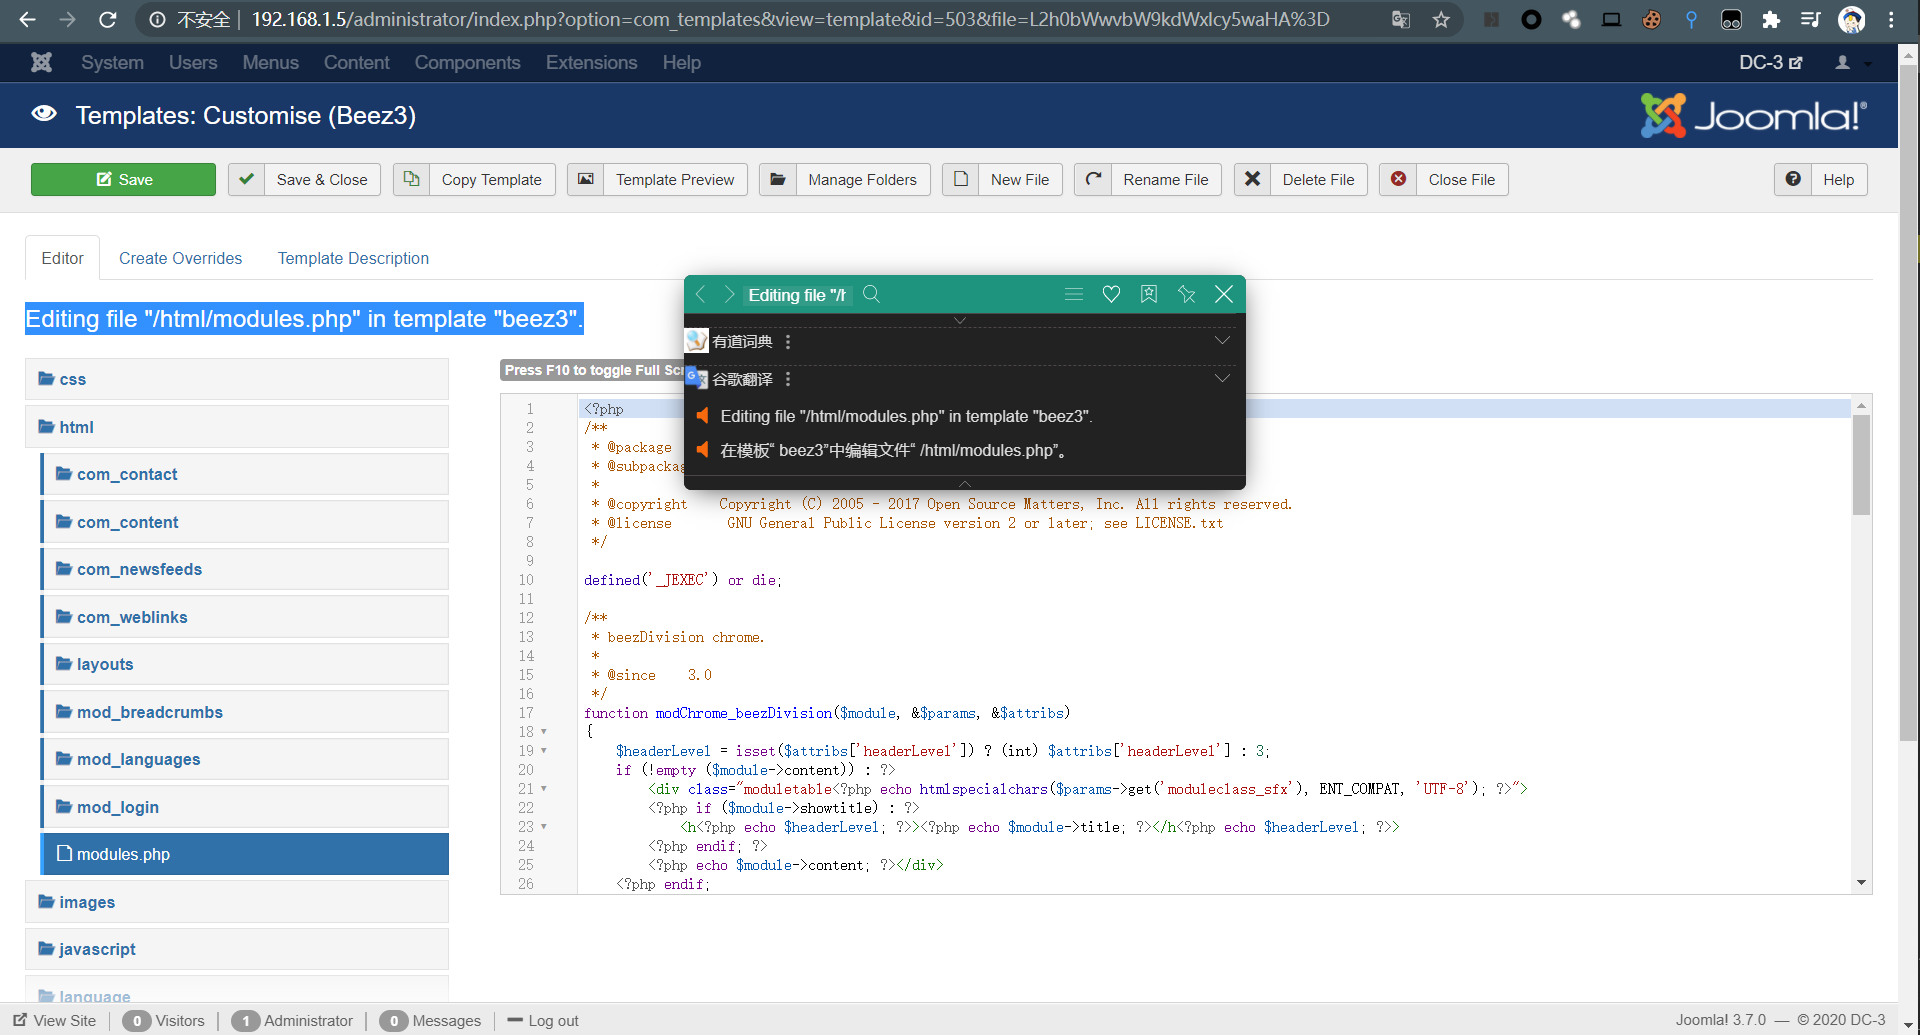 不安全 | 192.168.1.5/administrator/index.php?option=com_templates&view=template&id=503&file=L2h0bWwvbW9kdWxlcy5waHA%3D
System Users Menus Content Components Extensions Help DC-3
Templates: Customise (Beez3) Joomla!®
Save Save & Close Copy Template Template Preview Manage Folders New File Rename File Delete File Close File Help
Editor Create Overrides Template Description
Editing file "/html/modules.php" in template "beez3".
css
html
com_contact
com_content
com_newsfeeds
com_weblinks
layouts
mod_breadcrumbs
mod_languages
mod_login
modules.php
images
javascript
language
Editing file "/h
有道词典
谷歌翻译
Editing file "/html/modules.php" in template "beez3".
在模板“ beez3”中编辑文件“ /html/modules.php”。
Press F10 to toggle Full Scr
1 <?php
2 /**
3 * @package
4 * @subpackag
5 *
6 * @copyright Copyright (C) 2005 - 2017 Open Source Matters, Inc. All rights reserved.
7 * @license GNU General Public License version 2 or later; see LICENSE.txt
8 */
9
10 defined('_JEXEC') or die;
11
12 /**
13 * beezDivision chrome.
14 *
15 * @since 3.0
16 */
17 function modChrome_beezDivision($module, &$params, &$attribs)
18 {
19 $headerLevel = isset($attribs['headerLevel']) ? (int) $attribs['headerLevel'] : 3;
20 if (!empty ($module->content)) : ?>
21 <div class="moduletable<?php echo htmlspecialchars($params->get('moduleclass_sfx'), ENT_COMPAT, 'UTF-8'); ?>">
22 <?php if ($module->showtitle) : ?>
23 <h<?php echo $headerLevel; ?>><?php echo $module->title; ?></h<?php echo $headerLevel; ?>>
24 <?php endif; ?>
25 <?php echo $module->content; ?></div>
26 <?php endif;
View Site 0 Visitors 1 Administrator 0 Messages Log out Joomla! 3.7.0 — © 2020 DC-3